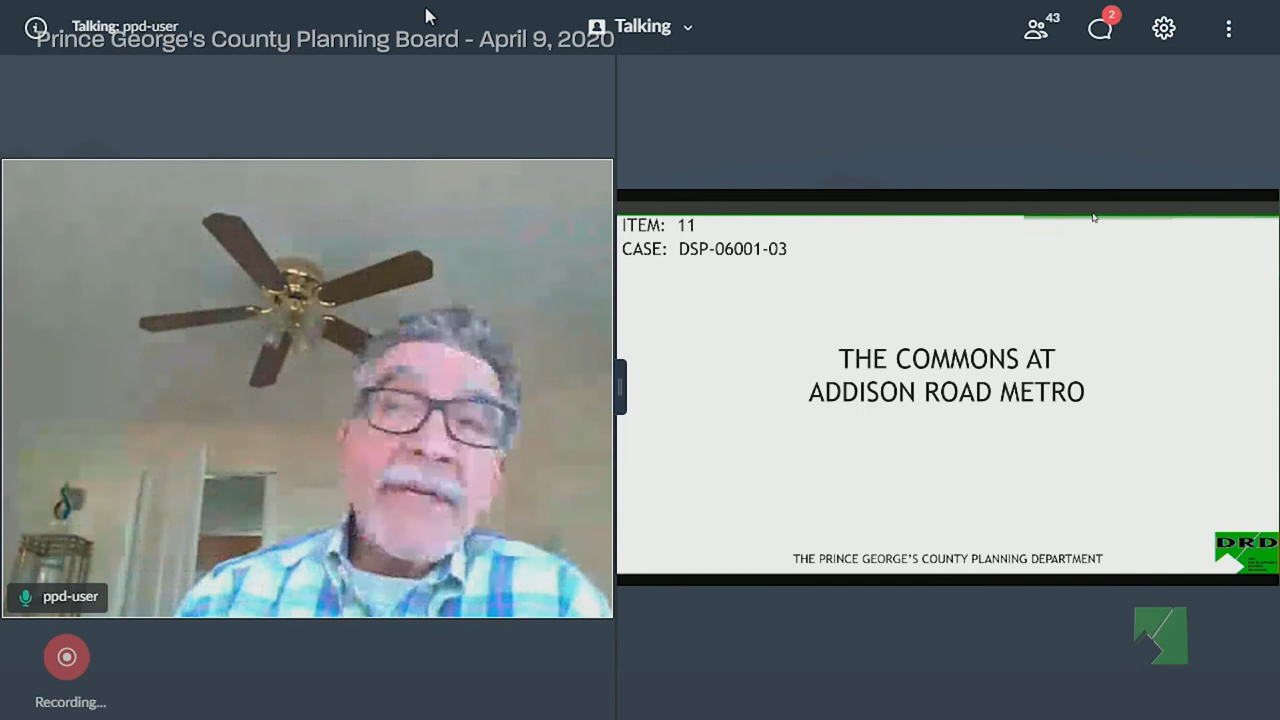 Talking: ppd-user
Prince George's County Planning Board - April 9, 2020
Talking
43
2
ITEM: 11
CASE: DSP-06001-03
THE COMMONS AT
ADDISON ROAD METRO
THE PRINCE GEORGE'S COUNTY PLANNING DEPARTMENT
DRD
ppd-user
Recording...